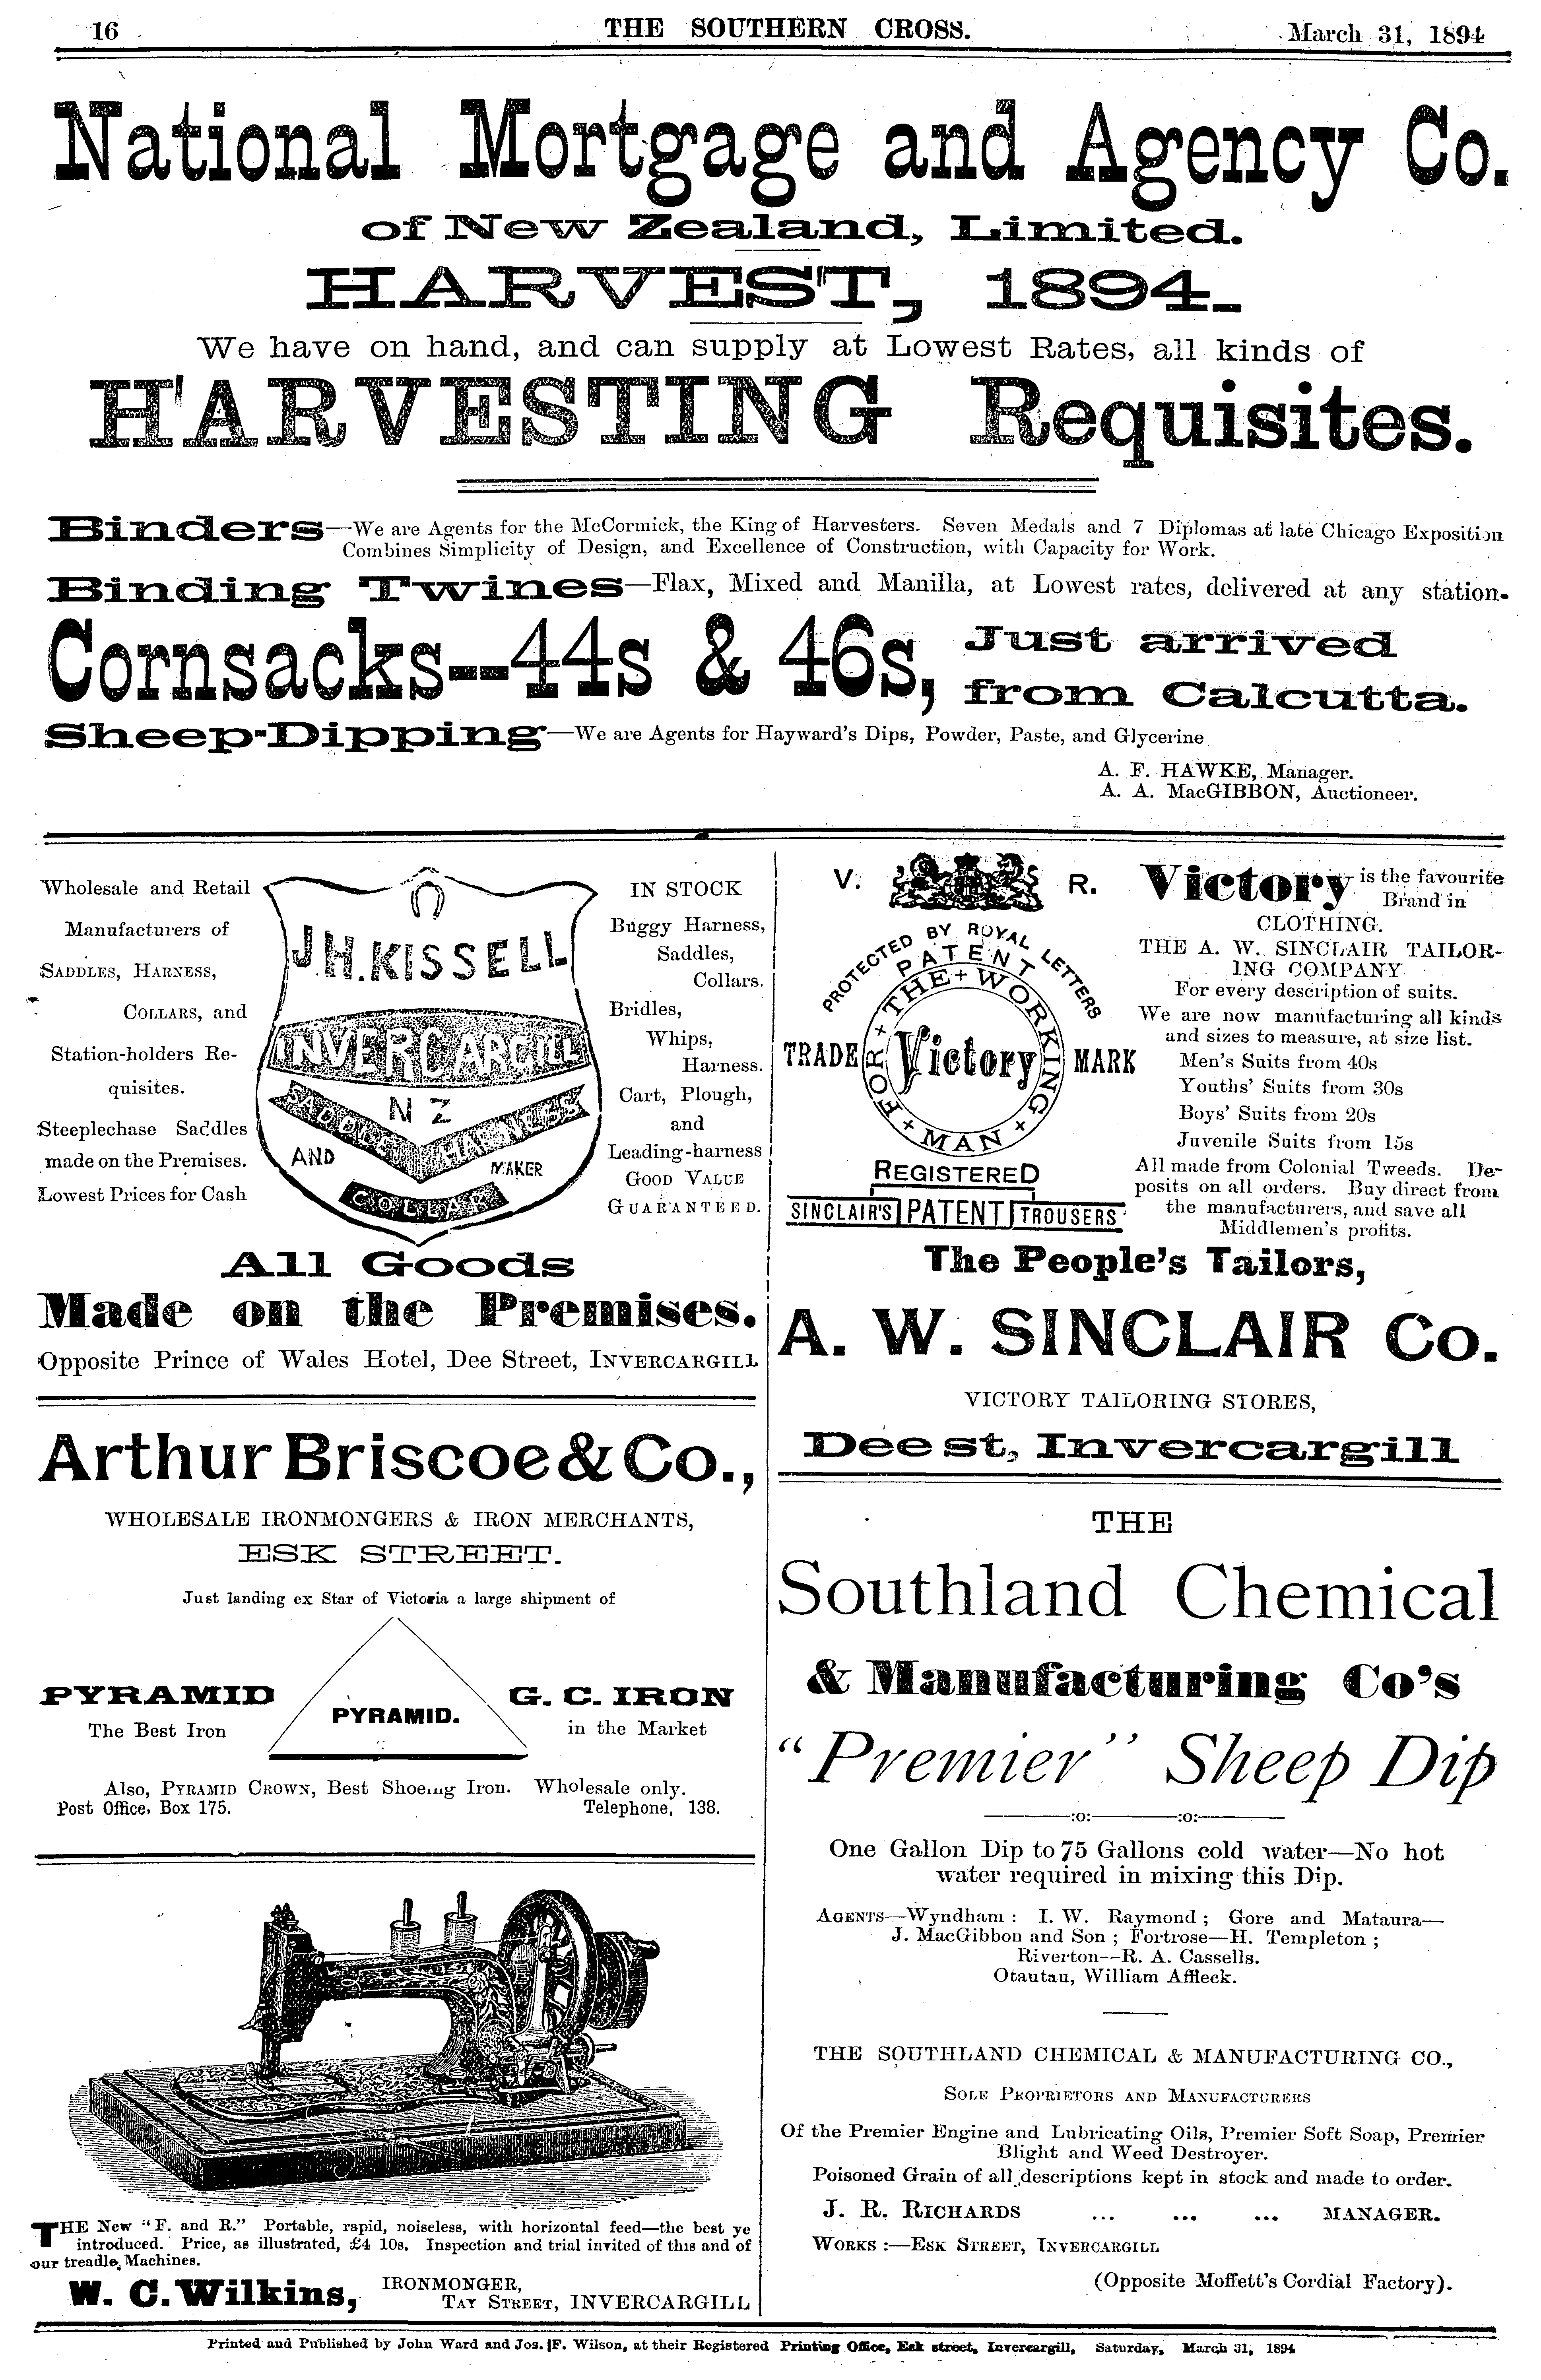 16 THE SOUTHERN CROSS. March 31, 1894
National Mortgage and Agency Co.
of New Zealand, Limited.
HARVEST, 1894.
We have on hand, and can supply at Lowest Rates, all kinds of
HARVESTING Requisites.
Binders—We are Agents for the McCormick, the King of Harvesters. Seven Medals and 7 Diplomas at late Chicago Exposition
Combines Simplicity of Design, and Excellence of Construction, with Capacity for Work.
Binding Twines—Flax, Mixed and Manilla, at Lowest rates, delivered at any station.
Cornsacks--44s & 46s, Just arrived
from Calcutta.
Sheep-Dipping—We are Agents for Hayward's Dips, Powder, Paste, and Glycerine
A. F. HAWKE, Manager.
A. A. MacGIBBON, Auctioneer.
Wholesale and Retail
Manufacturers of
SADDLES, HARNESS,
COLLARS, and
Station-holders Re-
quisites.
Steeplechase Saddles
made on the Premises.
Lowest Prices for Cash
J.H. KISSELL
INVERCARGILL
N Z
SADDLE HARNESS
AND MAKER
COLLAR
IN STOCK
Buggy Harness,
Saddles,
Collars.
Bridles,
Whips,
Harness.
Cart, Plough,
and
Leading-harness
GOOD VALUE
GUARANTEED.
All Goods
Made on the Premises.
Opposite Prince of Wales Hotel, Dee Street, INVERCARGILL
Arthur Briscoe & Co.,
WHOLESALE IRONMONGERS & IRON MERCHANTS,
ESK STREET.
Just landing ex Star of Victoria a large shipment of
PYRAMID
The Best Iron
PYRAMID.
G. C. IRON
in the Market
Also, PYRAMID CROWN, Best Shoeing Iron. Wholesale only.
Post Office, Box 175. Telephone, 138.
THE New "F. and R." Portable, rapid, noiseless, with horizontal feed—the best ye
introduced. Price, as illustrated, £4 10s. Inspection and trial invited of this and of
our treadle, Machines.
W. C. Wilkins, IRONMONGER,
TAY STREET, INVERCARGILL
V. R.
PROTECTED BY ROYAL LETTERS
PATENT
FOR + THE + WORKING + MAN +
TRADE Victory MARK
REGISTERED
SINCLAIR'S PATENT TROUSERS
Victory is the favourite
Brand in
CLOTHING.
THE A. W. SINCLAIR TAILOR-
ING COMPANY
For every description of suits.
We are now manufacturing all kinds
and sizes to measure, at size list.
Men's Suits from 40s
Youths' Suits from 30s
Boys' Suits from 20s
Juvenile Suits from 15s
All made from Colonial Tweeds. De-
posits on all orders. Buy direct from
the manufacturers, and save all
Middlemen's profits.
The People's Tailors,
A. W. SINCLAIR Co.
VICTORY TAILORING STORES,
Dee st, Invercargill
THE
Southland Chemical
& Manufacturing Co's
"Premier" Sheep Dip
:o: :o:
One Gallon Dip to 75 Gallons cold water—No hot
water required in mixing this Dip.
AGENTS—Wyndham : I. W. Raymond ; Gore and Mataura—
J. MacGibbon and Son ; Fortrose—H. Templeton ;
Riverton--R. A. Cassells.
Otautau, William Affleck.
THE SOUTHLAND CHEMICAL & MANUFACTURING CO.,
SOLE PROPRIETORS AND MANUFACTURERS
Of the Premier Engine and Lubricating Oils, Premier Soft Soap, Premier
Blight and Weed Destroyer.
Poisoned Grain of all descriptions kept in stock and made to order.
J. R. RICHARDS ... ... ... MANAGER.
WORKS :—ESK STREET, INVERCARGILL
(Opposite Moffett's Cordial Factory).
Printed and Published by John Ward and Jos. F. Wilson, at their Registered Printing Office, Esk street, Invercargill, Saturday, March 31, 1894